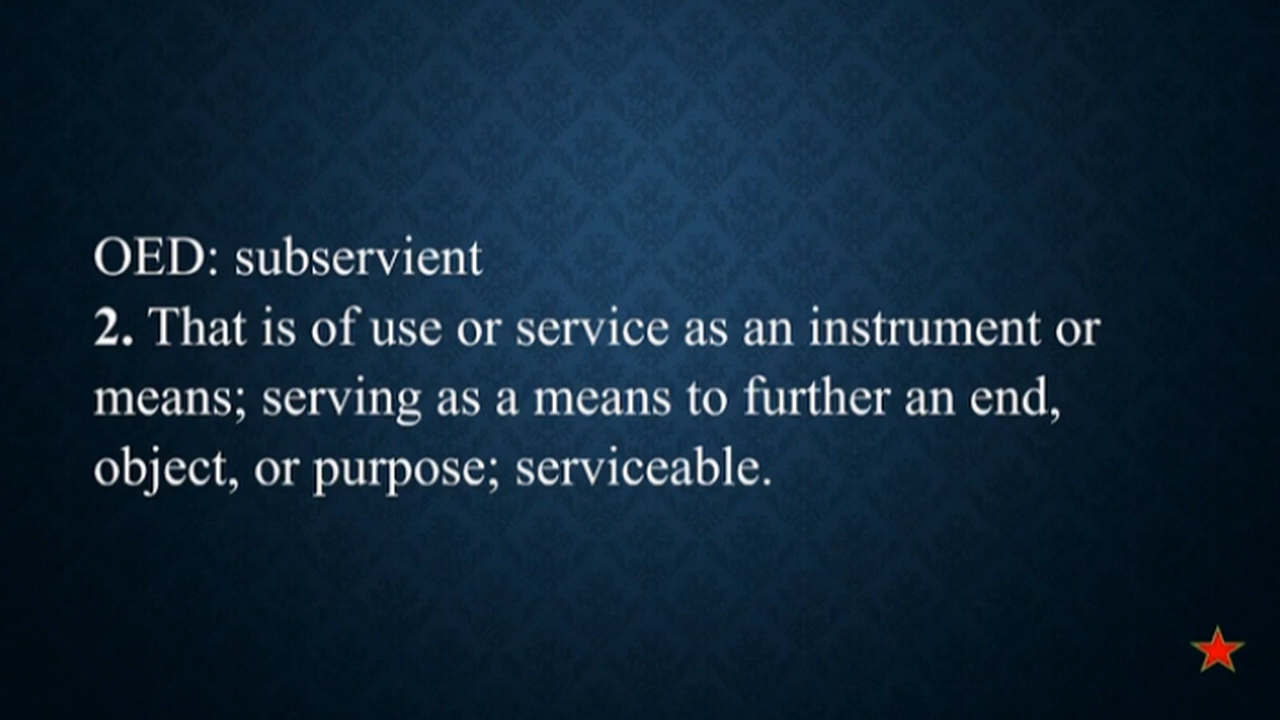 OED: subservient
2. That is of use or service as an instrument or
means; serving as a means to further an end,
object, or purpose; serviceable.